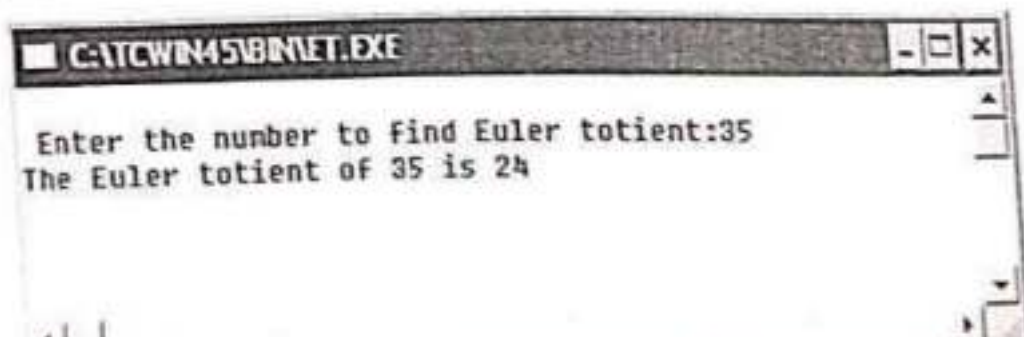 C:\TCWIN45\BIN\ET.EXE
Enter the number to find Euler totient:35
The Euler totient of 35 is 24